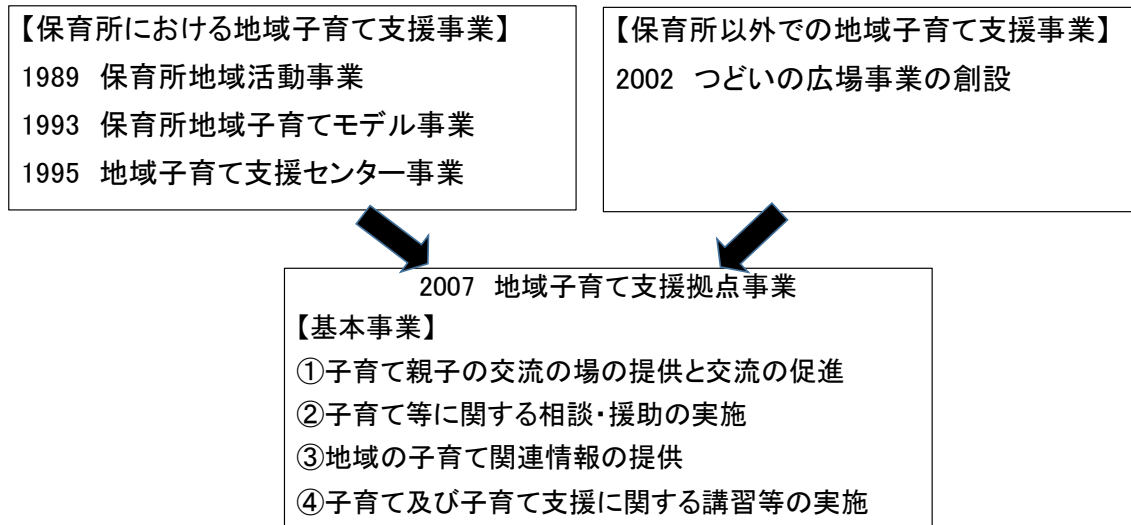 【保育所における地域子育て支援事業】
1989 保育所地域活動事業
1993 保育所地域子育てモデル事業
1995 地域子育て支援センター事業
【保育所以外での地域子育て支援事業】
2002 つどいの広場事業の創設
2007 地域子育て支援拠点事業
【基本事業】
①子育て親子の交流の場の提供と交流の促進
②子育て等に関する相談・援助の実施
③地域の子育て関連情報の提供
④子育て及び子育て支援に関する講習等の実施